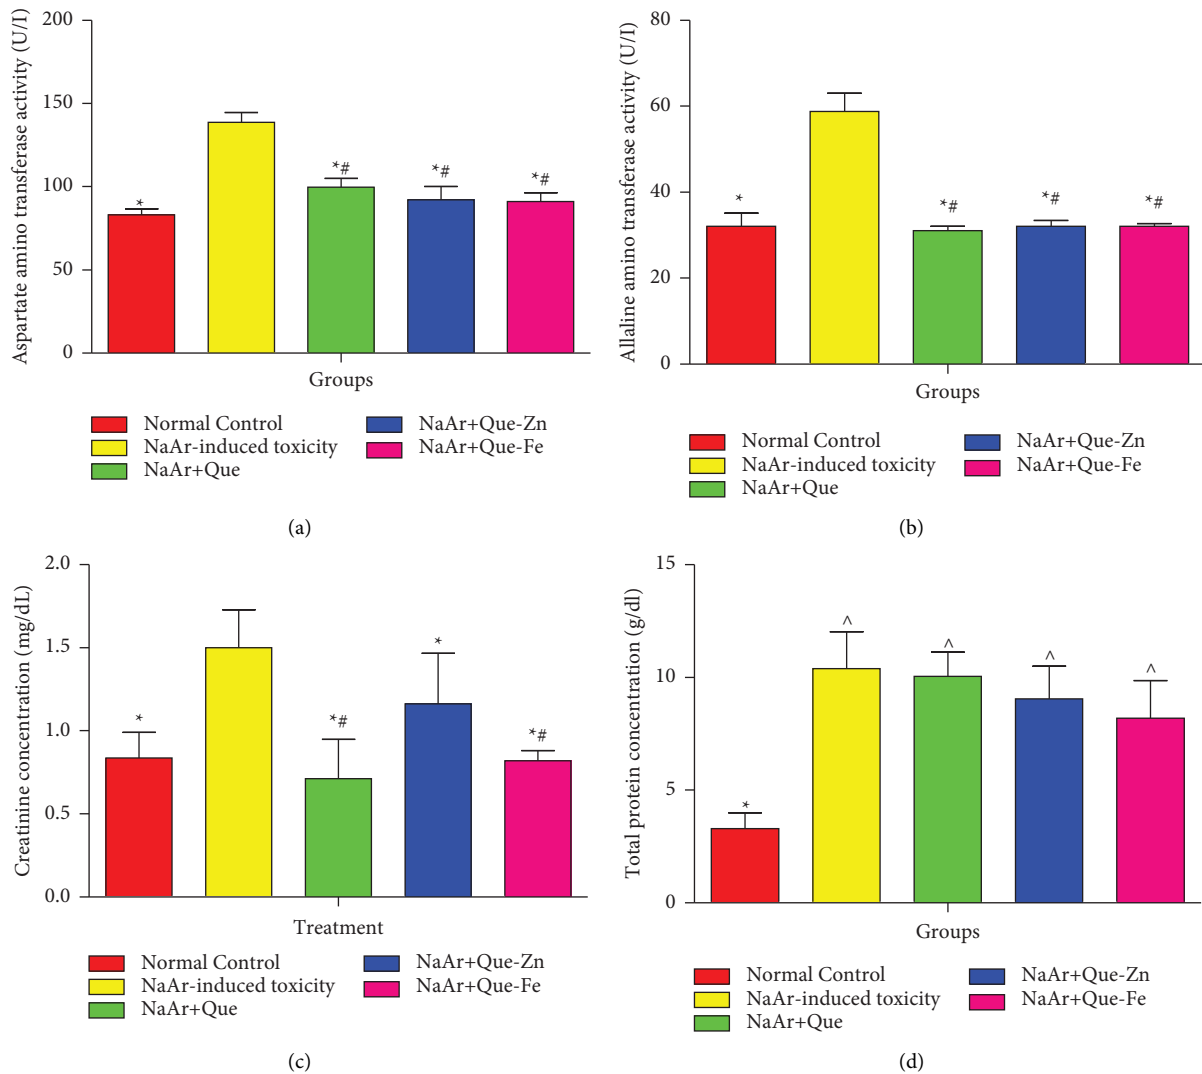 Aspartate amino transferase activity (U/I)
200
150
100
50
0
*
*#
*#
*#
Groups
Normal Control
NaAr-induced toxicity
NaAr+Que
NaAr+Que-Zn
NaAr+Que-Fe
(a)
Allaline amino transferase activity (U/I)
80
60
40
20
0
*
*#
*#
*#
Groups
Normal Control
NaAr-induced toxicity
NaAr+Que
NaAr+Que-Zn
NaAr+Que-Fe
(b)
Creatinine concentration (mg/dL)
2.0
1.5
1.0
0.5
0.0
*
*#
*
*#
Treatment
Normal Control
NaAr-induced toxicity
NaAr+Que
NaAr+Que-Zn
NaAr+Que-Fe
(c)
Total protein concentration (g/dl)
15
10
5
0
*
^
^
^
^
Groups
Normal Control
NaAr-induced toxicity
NaAr+Que
NaAr+Que-Zn
NaAr+Que-Fe
(d)